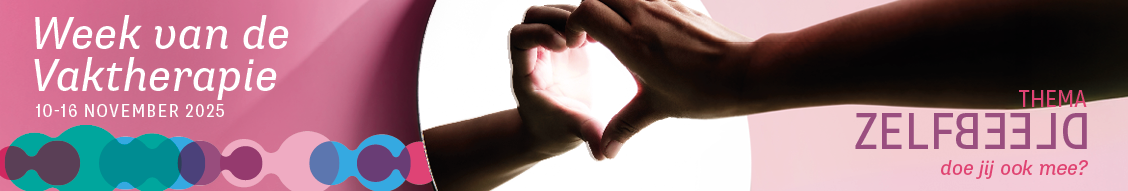 Week van de
Vaktherapie
10-16 NOVEMBER 2025
THEMA
ZELFBEELD
doe jij ook mee?